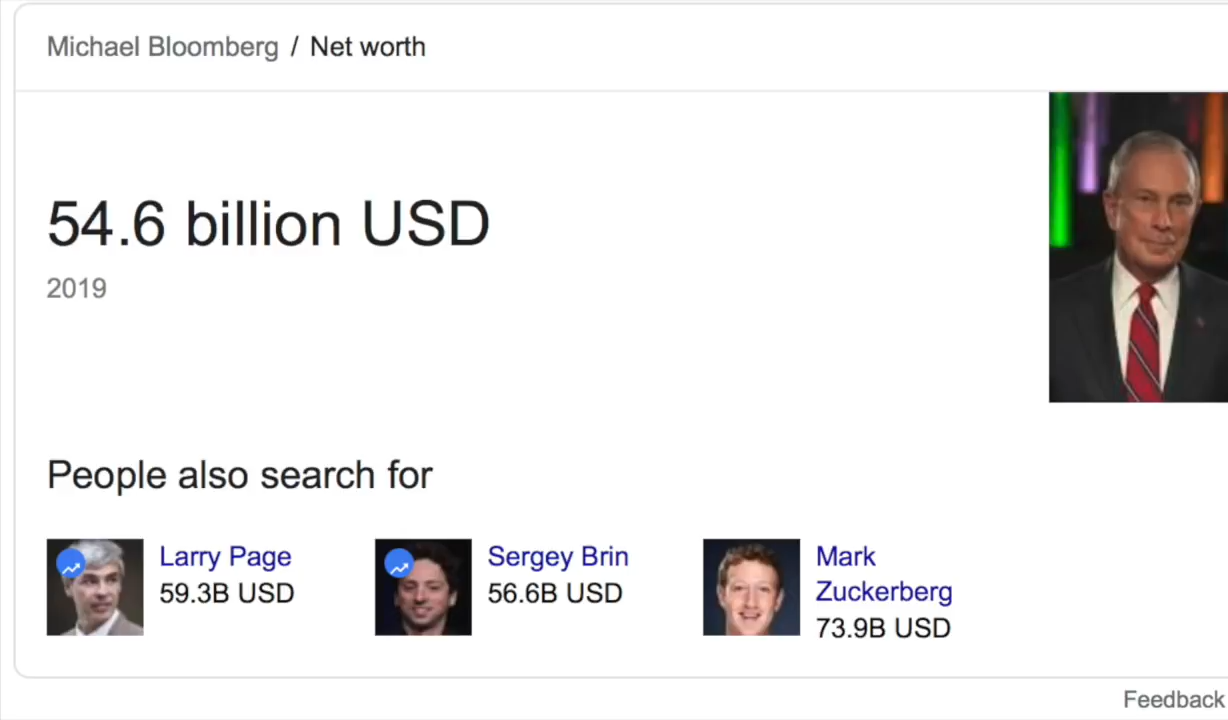 Michael Bloomberg / Net worth
54.6 billion USD
2019
People also search for
Larry Page
59.3B USD
Sergey Brin
56.6B USD
Mark
Zuckerberg
73.9B USD
Feedback